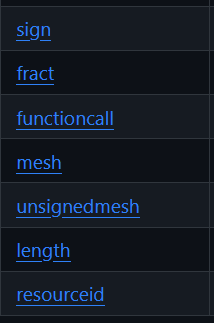 sign
fract
functioncall
mesh
unsignedmesh
length
resourceid